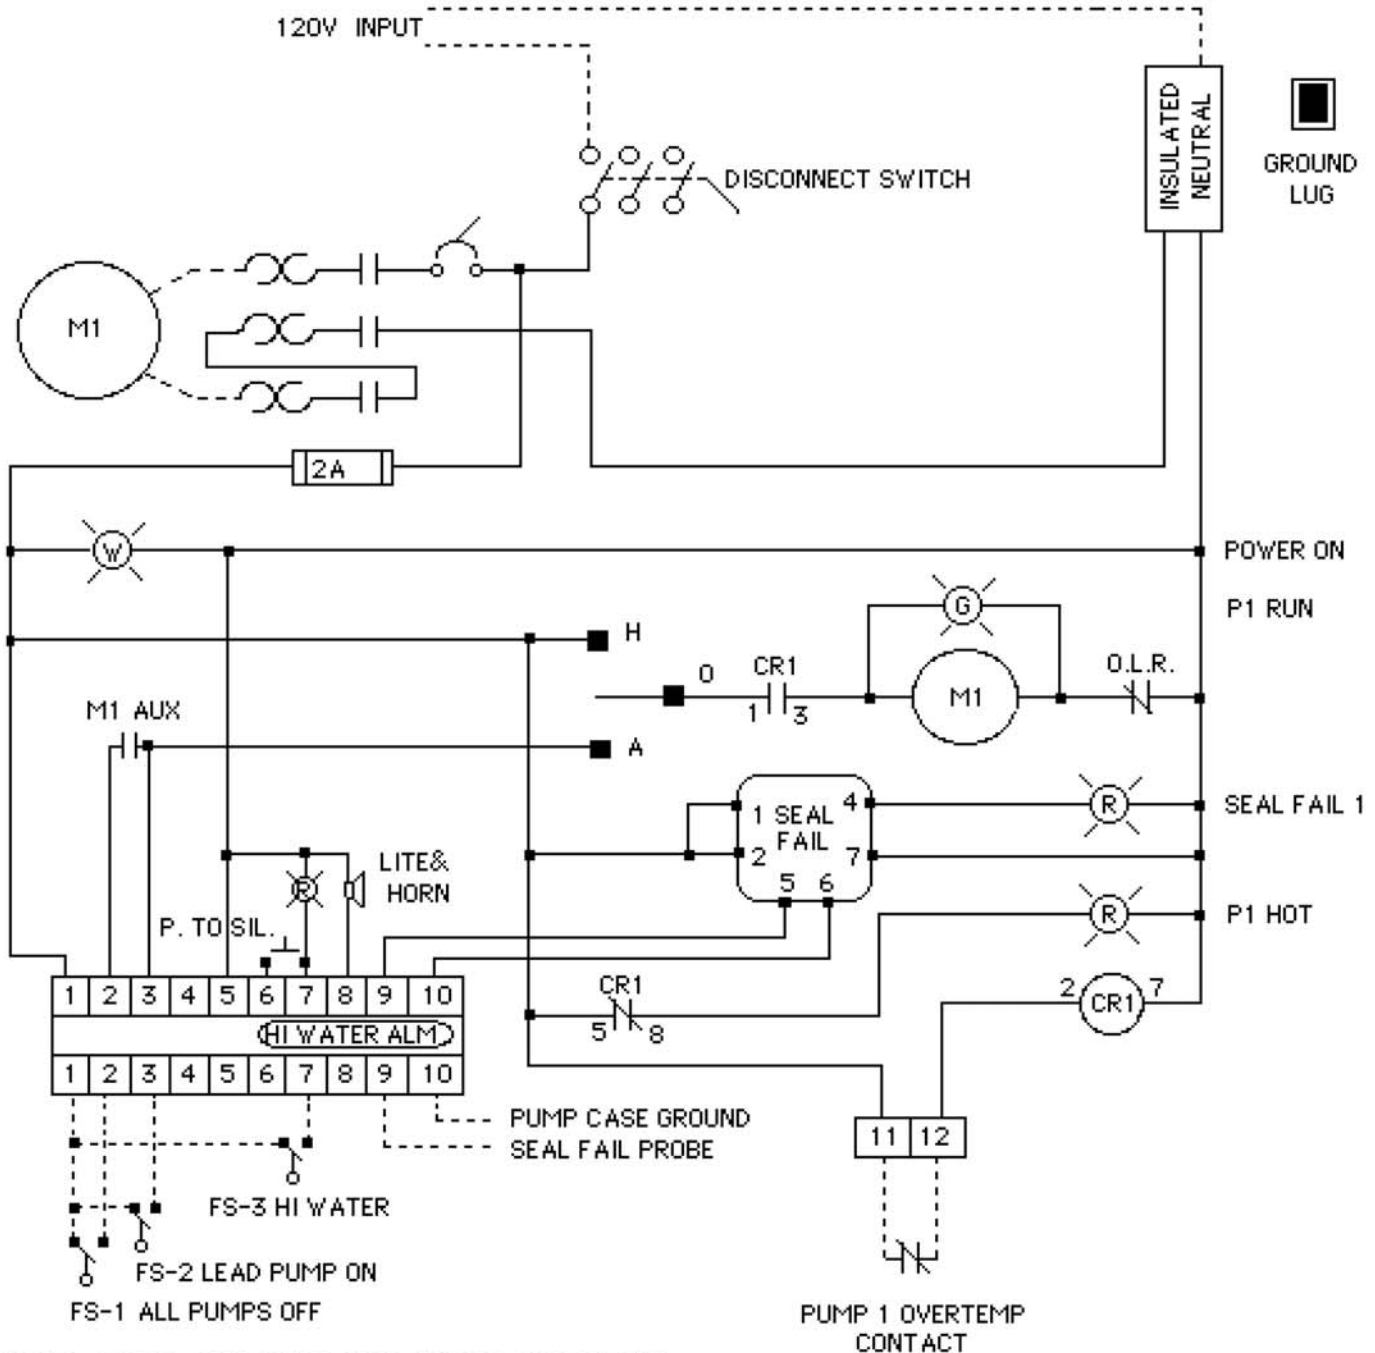 120V INPUT
INSULATED
NEUTRAL
GROUND
LUG
DISCONNECT SWITCH
M1
2A
W
POWER ON
G
P1 RUN
H
O
CR1
1 3
M1
O.L.R.
M1 AUX
A
1 SEAL 4
FAIL
2 7
5 6
R
SEAL FAIL 1
LITE&
HORN
R
P. TO SIL.
R
P1 HOT
1 2 3 4 5 6 7 8 9 10
HI WATER ALM
1 2 3 4 5 6 7 8 9 10
CR1
5 8
2 CR1 7
PUMP CASE GROUND
SEAL FAIL PROBE
11 12
FS-3 HI WATER
FS-2 LEAD PUMP ON
FS-1 ALL PUMPS OFF
PUMP 1 OVERTEMP
CONTACT